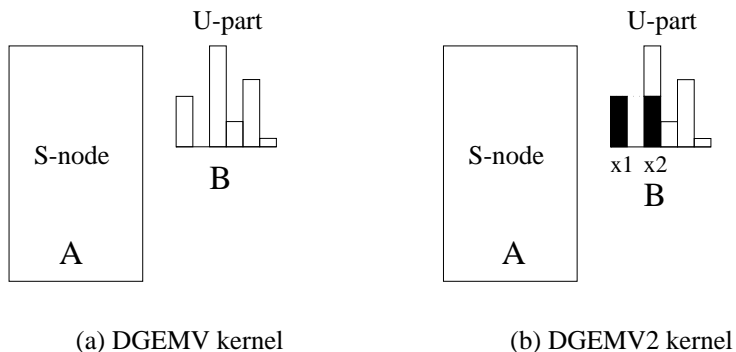 U-part
S-node
B
A
(a) DGEMV kernel
U-part
S-node
x1 x2
B
A
(b) DGEMV2 kernel